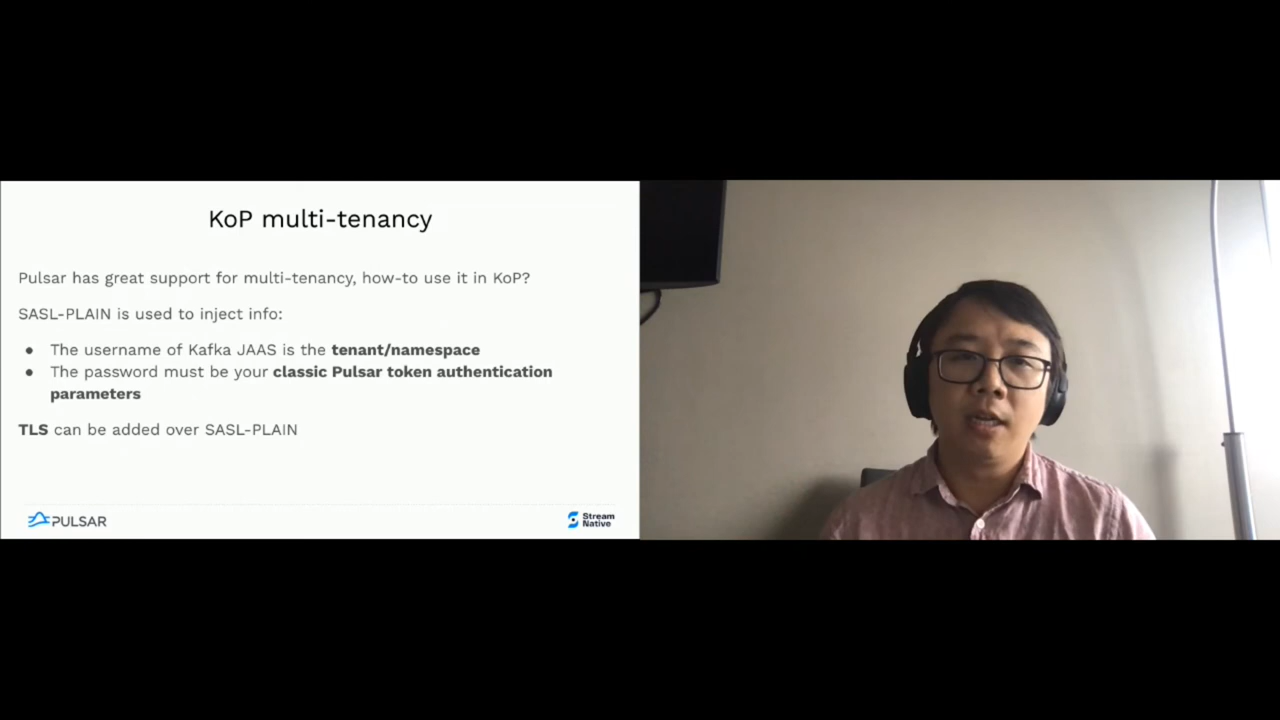 KoP multi-tenancy
Pulsar has great support for multi-tenancy, how-to use it in KoP?
SASL-PLAIN is used to inject info:
● The username of Kafka JAAS is the tenant/namespace
● The password must be your classic Pulsar token authentication
parameters
TLS can be added over SASL-PLAIN
PULSAR
Stream
Native